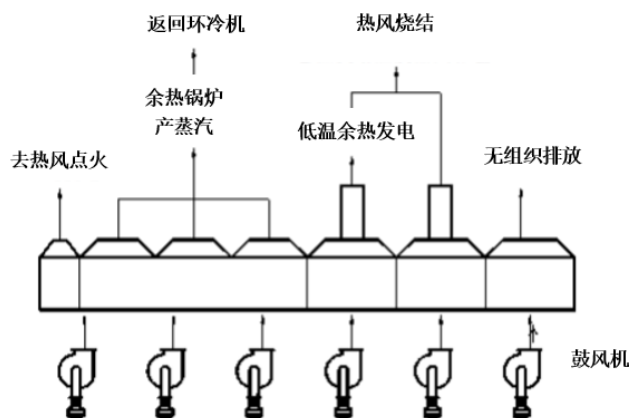 返回环冷机
热风烧结
余热锅炉
产蒸汽
低温余热发电
去热风点火
无组织排放
鼓风机